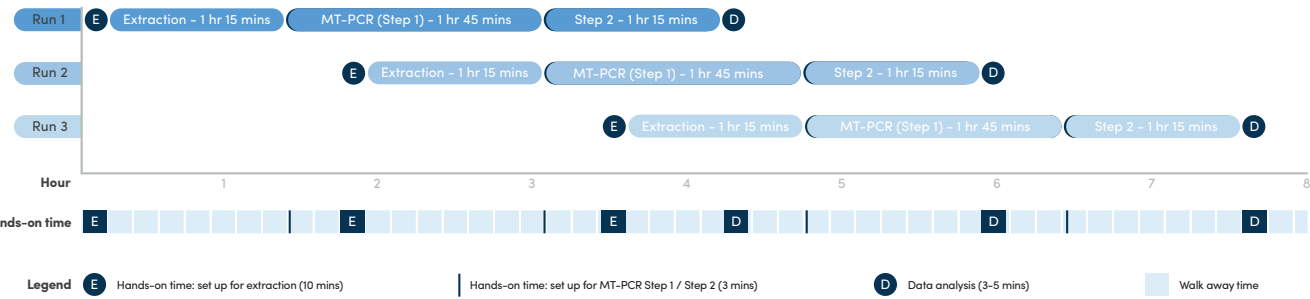 Run 1 E Extraction - 1 hr 15 mins MT-PCR (Step 1) - 1 hr 45 mins Step 2 - 1 hr 15 mins D
Run 2 E Extraction - 1 hr 15 mins MT-PCR (Step 1) - 1 hr 45 mins Step 2 - 1 hr 15 mins D
Run 3 E Extraction - 1 hr 15 mins MT-PCR (Step 1) - 1 hr 45 mins Step 2 - 1 hr 15 mins D
Hour 1 2 3 4 5 6 7 8
nds-on time E E E D D D
Legend E Hands-on time: set up for extraction (10 mins) Hands-on time: set up for MT-PCR Step 1 / Step 2 (3 mins) D Data analysis (3-5 mins) Walk away time